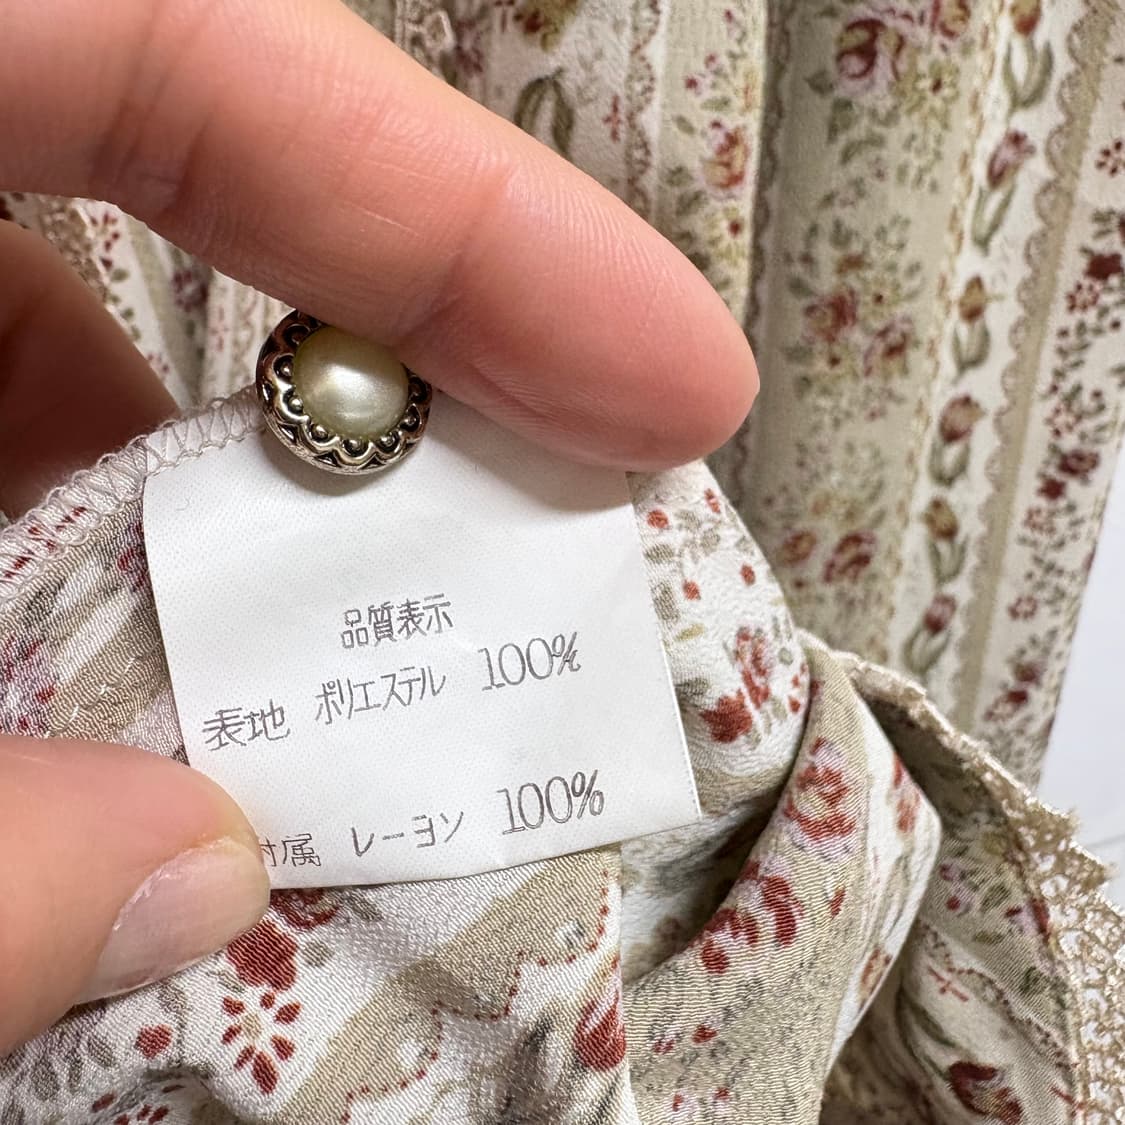 品質表示
表地 ポリエステル 100%
付属 レーヨン 100%